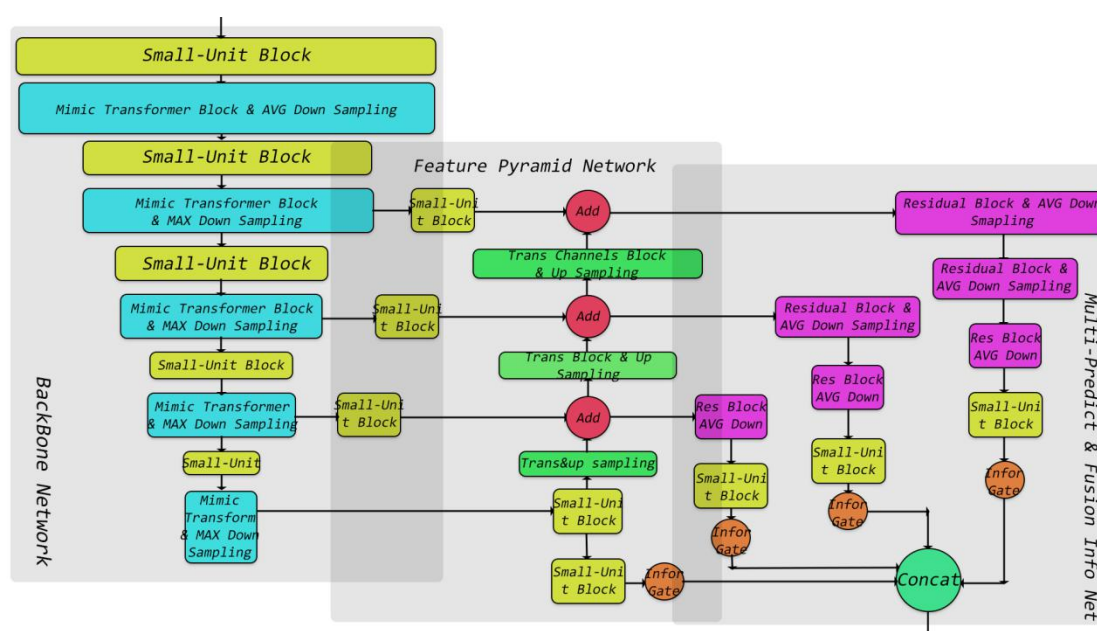 Small-Unit Block
Mimic Transformer Block & AVG Down Sampling
Small-Unit Block
Mimic Transformer Block
& MAX Down Sampling
Small-Unit Block
Mimic Transformer Block
& MAX Down Sampling
Small-Unit Block
Mimic Transformer
& MAX Down Sampling
Small-Unit
Mimic
Transform
& MAX Down
Sampling
BackBone Network
Feature Pyramid Network
Small-Uni
t Block
Add
Trans Channels Block
& Up Sampling
Small-Uni
t Block
Add
Trans Block & Up
Sampling
Small-Uni
t Block
Add
Trans&up sampling
Small-Uni
t Block
Small-Uni
t Block
Infor
Gate
Residual Block & AVG Down
Smapling
Residual Block &
AVG Down Sampling
Res Block
AVG Down
Small-Uni
t Block
Infor
Gate
Residual Block &
AVG Down Sampling
Res Block
AVG Down
Small-Uni
t Block
Infor
Gate
Res Block
AVG Down
Small-Uni
t Block
Infor
Gate
Concat
Multi-Predict & Fusion Info Net